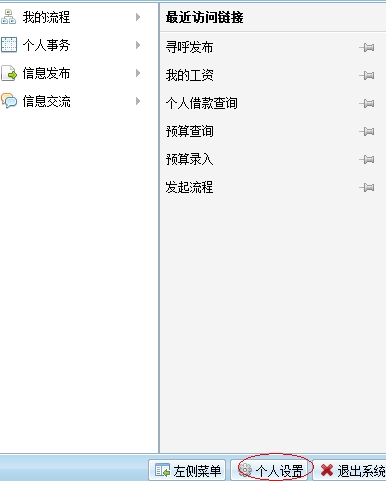 我的流程
个人事务
信息发布
信息交流
最近访问链接
寻呼发布
我的工资
个人借款查询
预算查询
预算录入
发起流程
左侧菜单
个人设置
退出系统